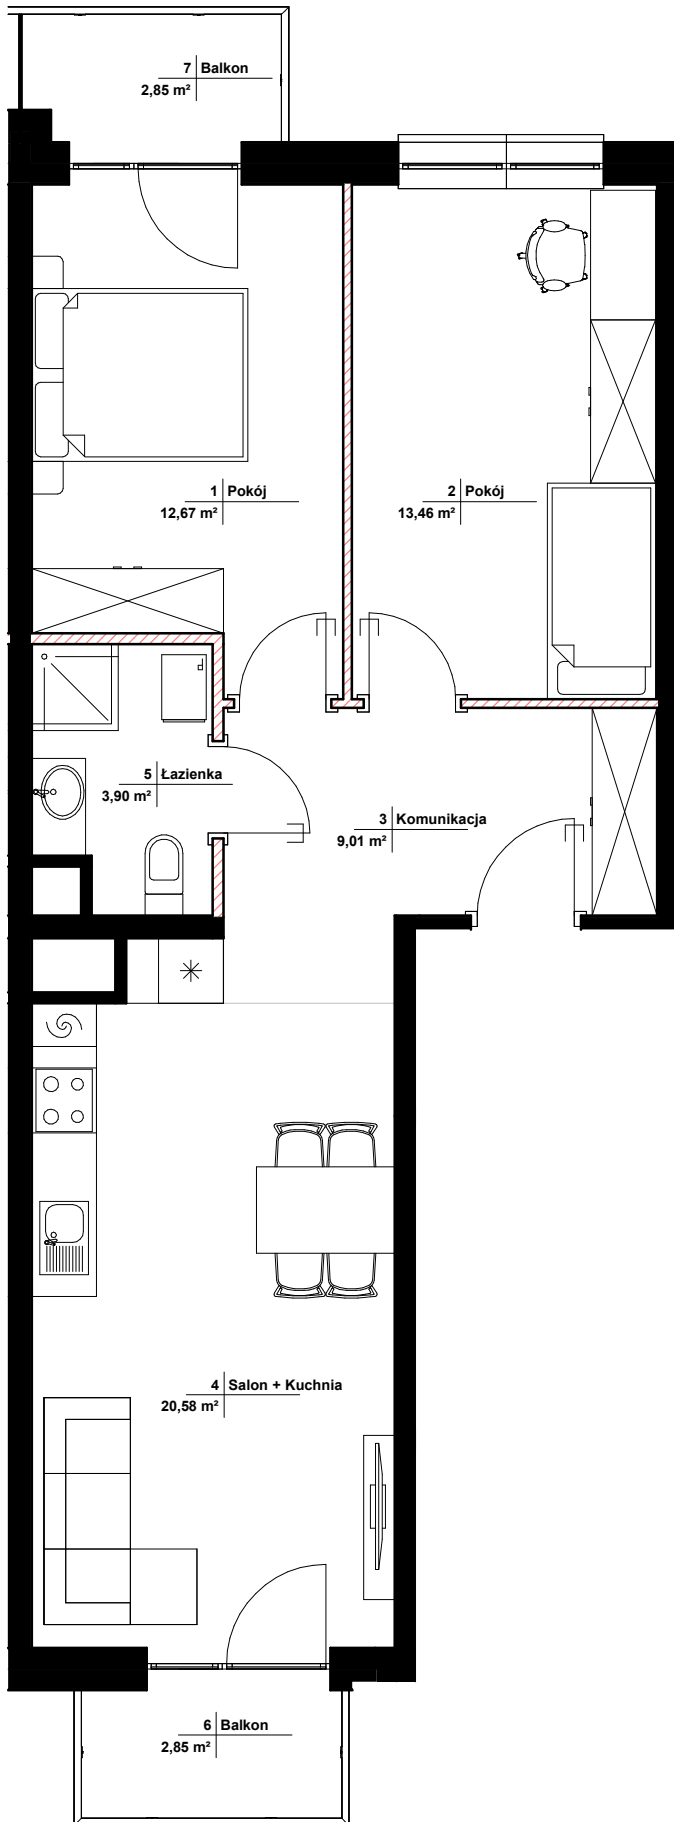 7 Balkon
2,85 m²
1 Pokój
12,67 m²
2 Pokój
13,46 m²
5 Łazienka
3,90 m²
3 Komunikacja
9,01 m²
4 Salon + Kuchnia
20,58 m²
6 Balkon
2,85 m²